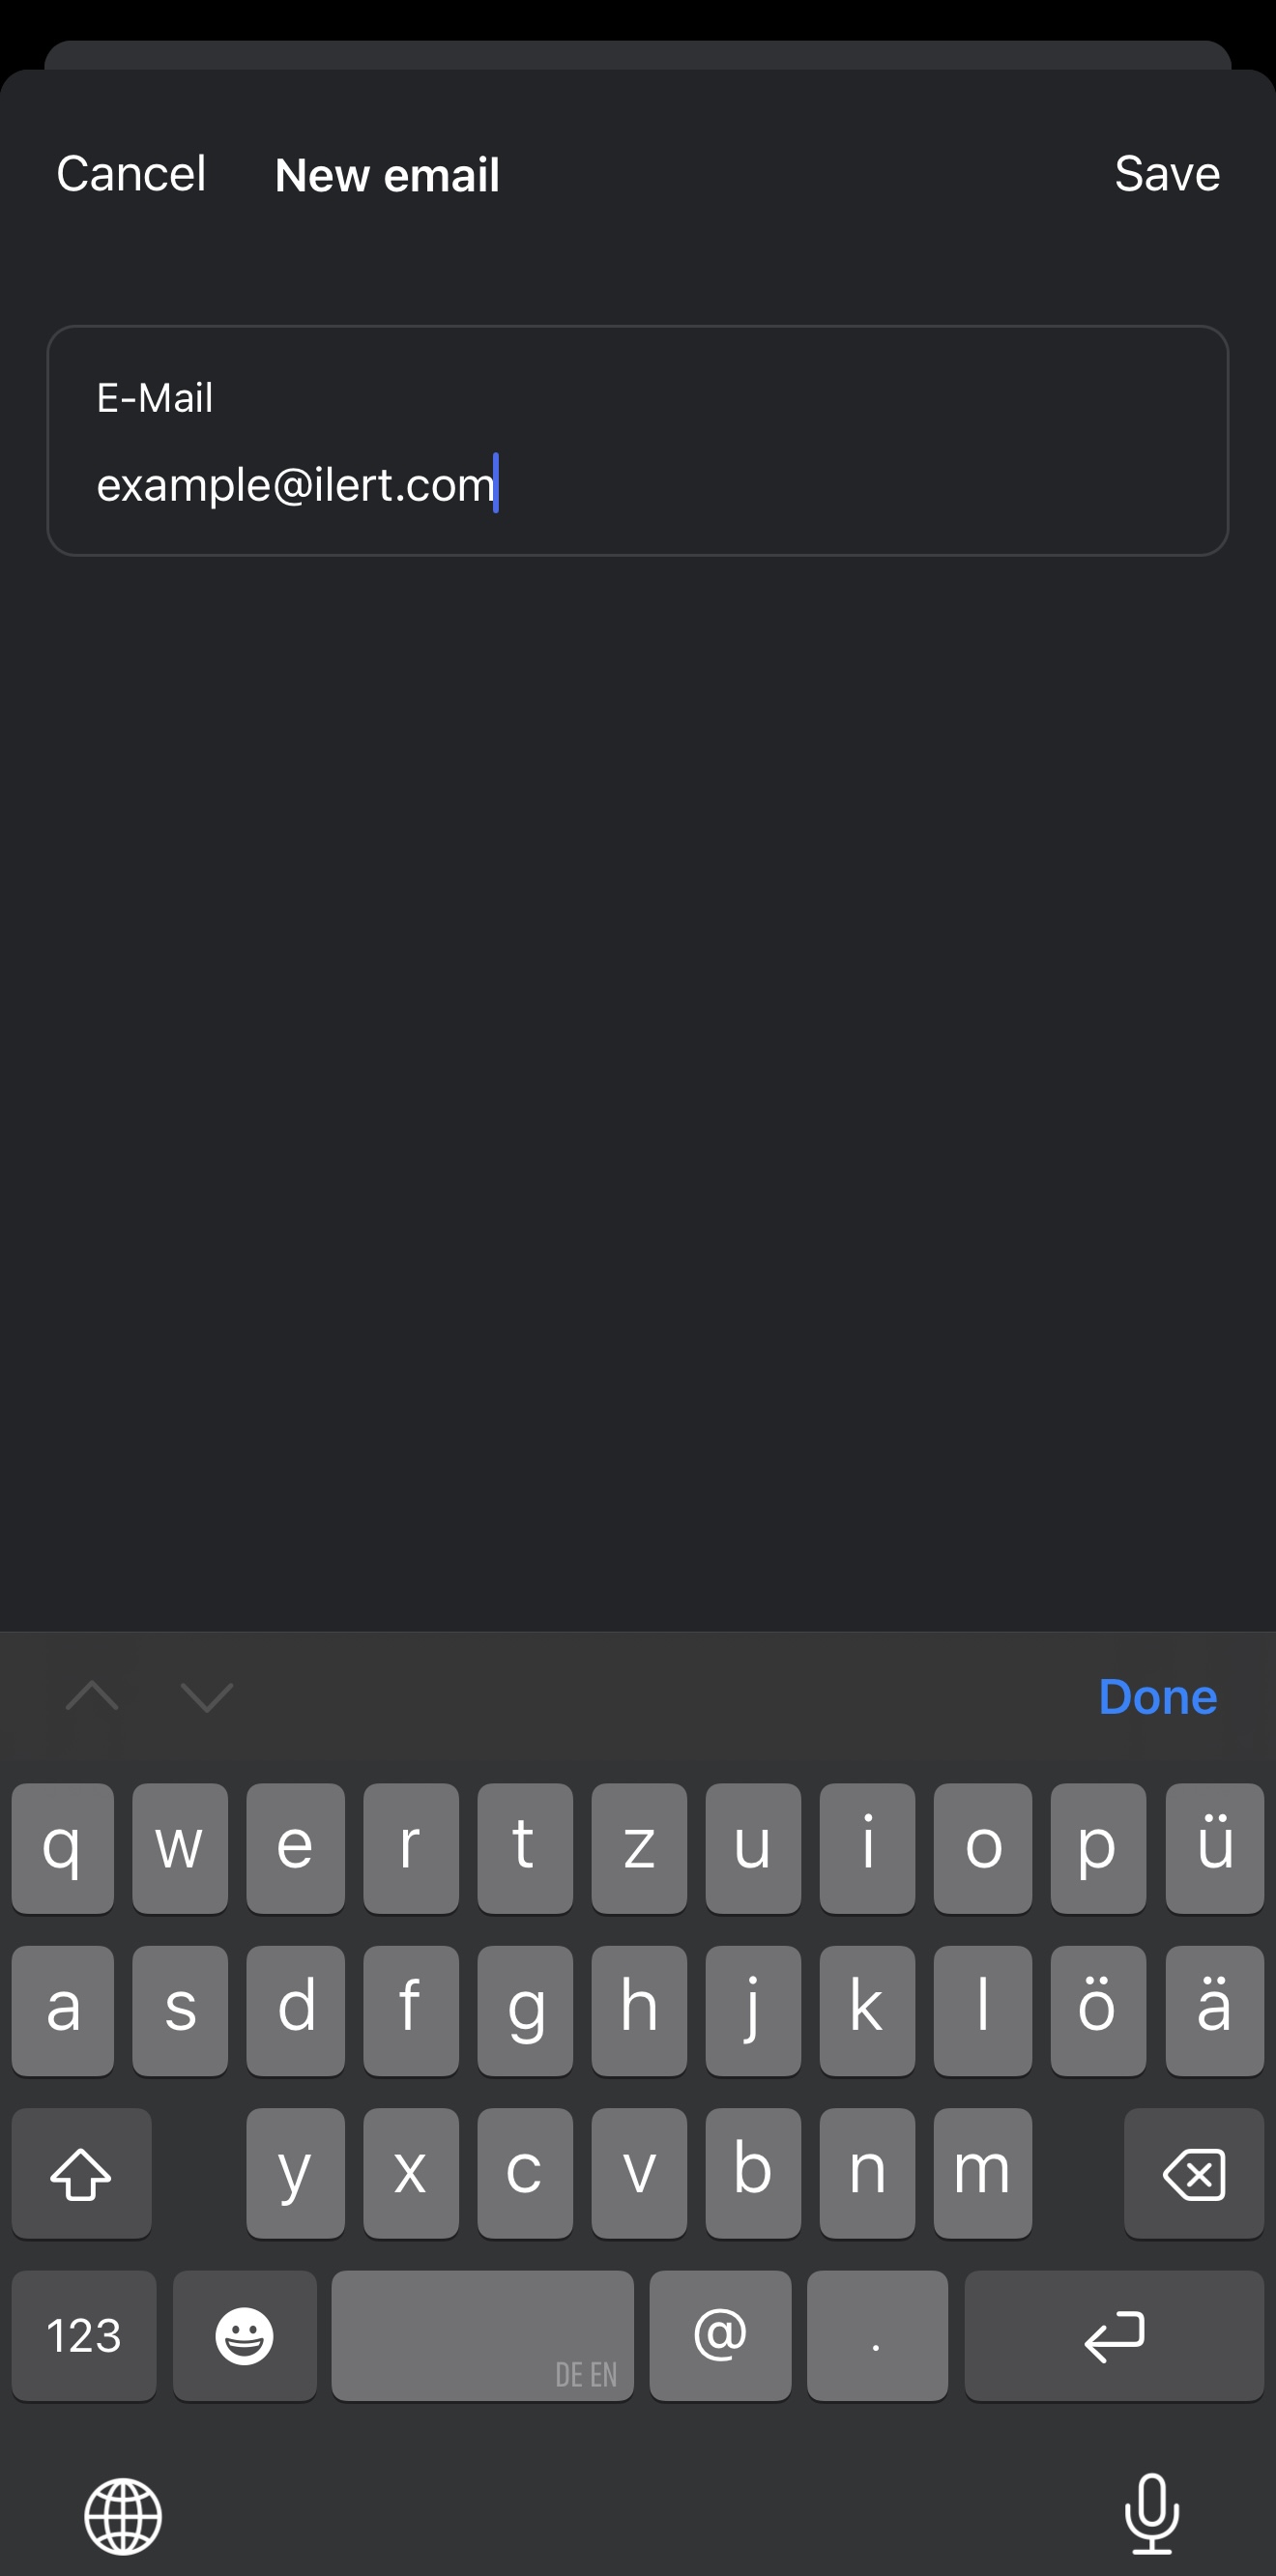 Cancel New email Save
E-Mail
example@ilert.com
Done
q w e r t z u i o p ü
a s d f g h j k l ö ä
y x c v b n m
123 @ .
DE EN